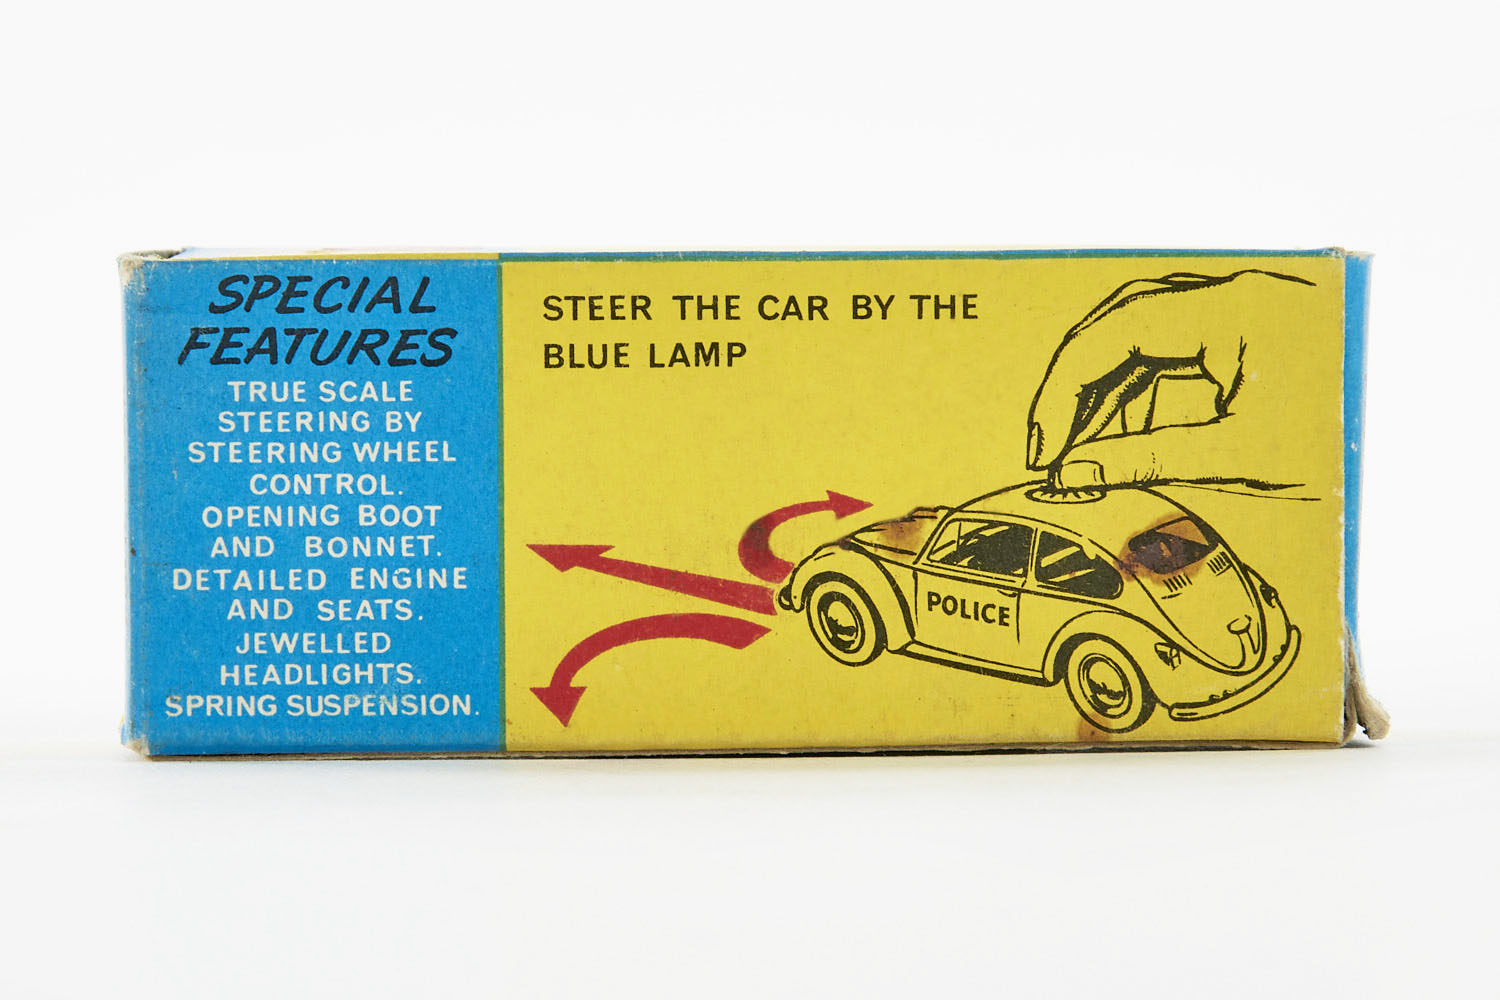 SPECIAL
FEATURES
TRUE SCALE
STEERING BY
STEERING WHEEL
CONTROL.
OPENING BOOT
AND BONNET.
DETAILED ENGINE
AND SEATS.
JEWELLED
HEADLIGHTS.
SPRING SUSPENSION.
STEER THE CAR BY THE
BLUE LAMP
POLICE